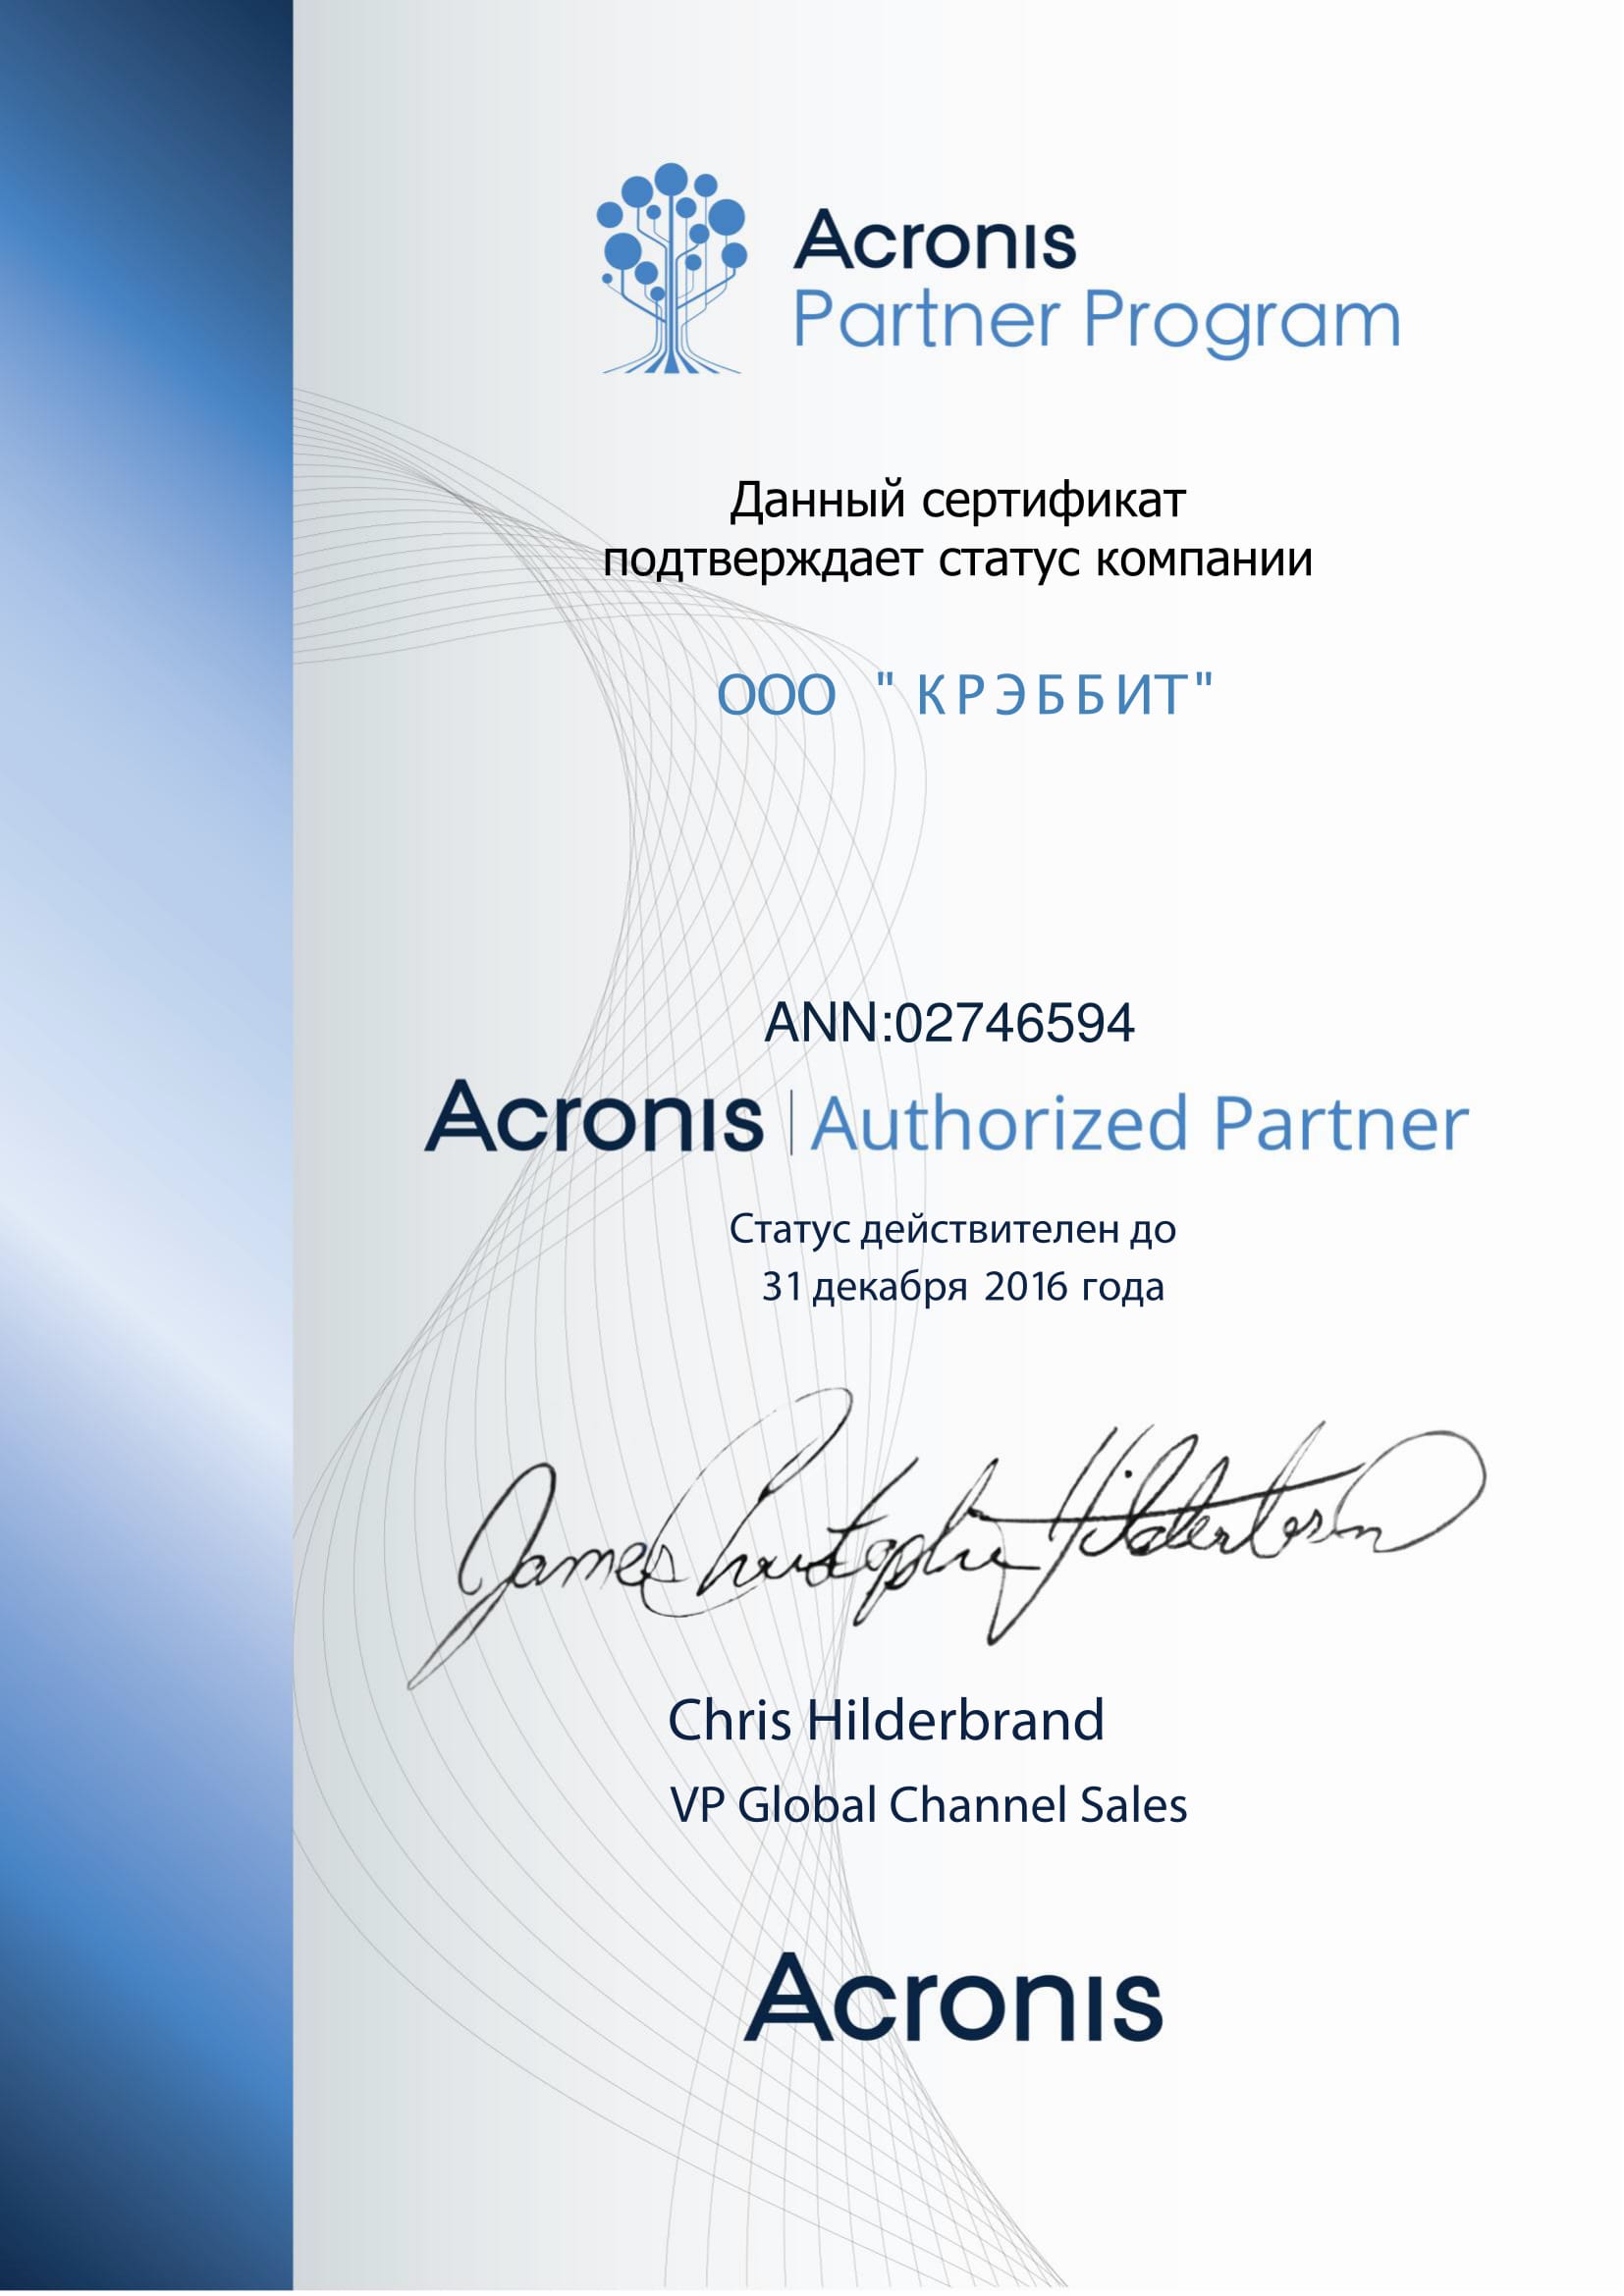 Acronis
Partner Program
Данный сертификат
подтверждает статус компании
ООО " КРЭББИТ"
ANN:02746594
Acronis | Authorized Partner
Статус действителен до
31 декабря 2016 года
James Christopher Hilderbrand
Chris Hilderbrand
VP Global Channel Sales
Acronis